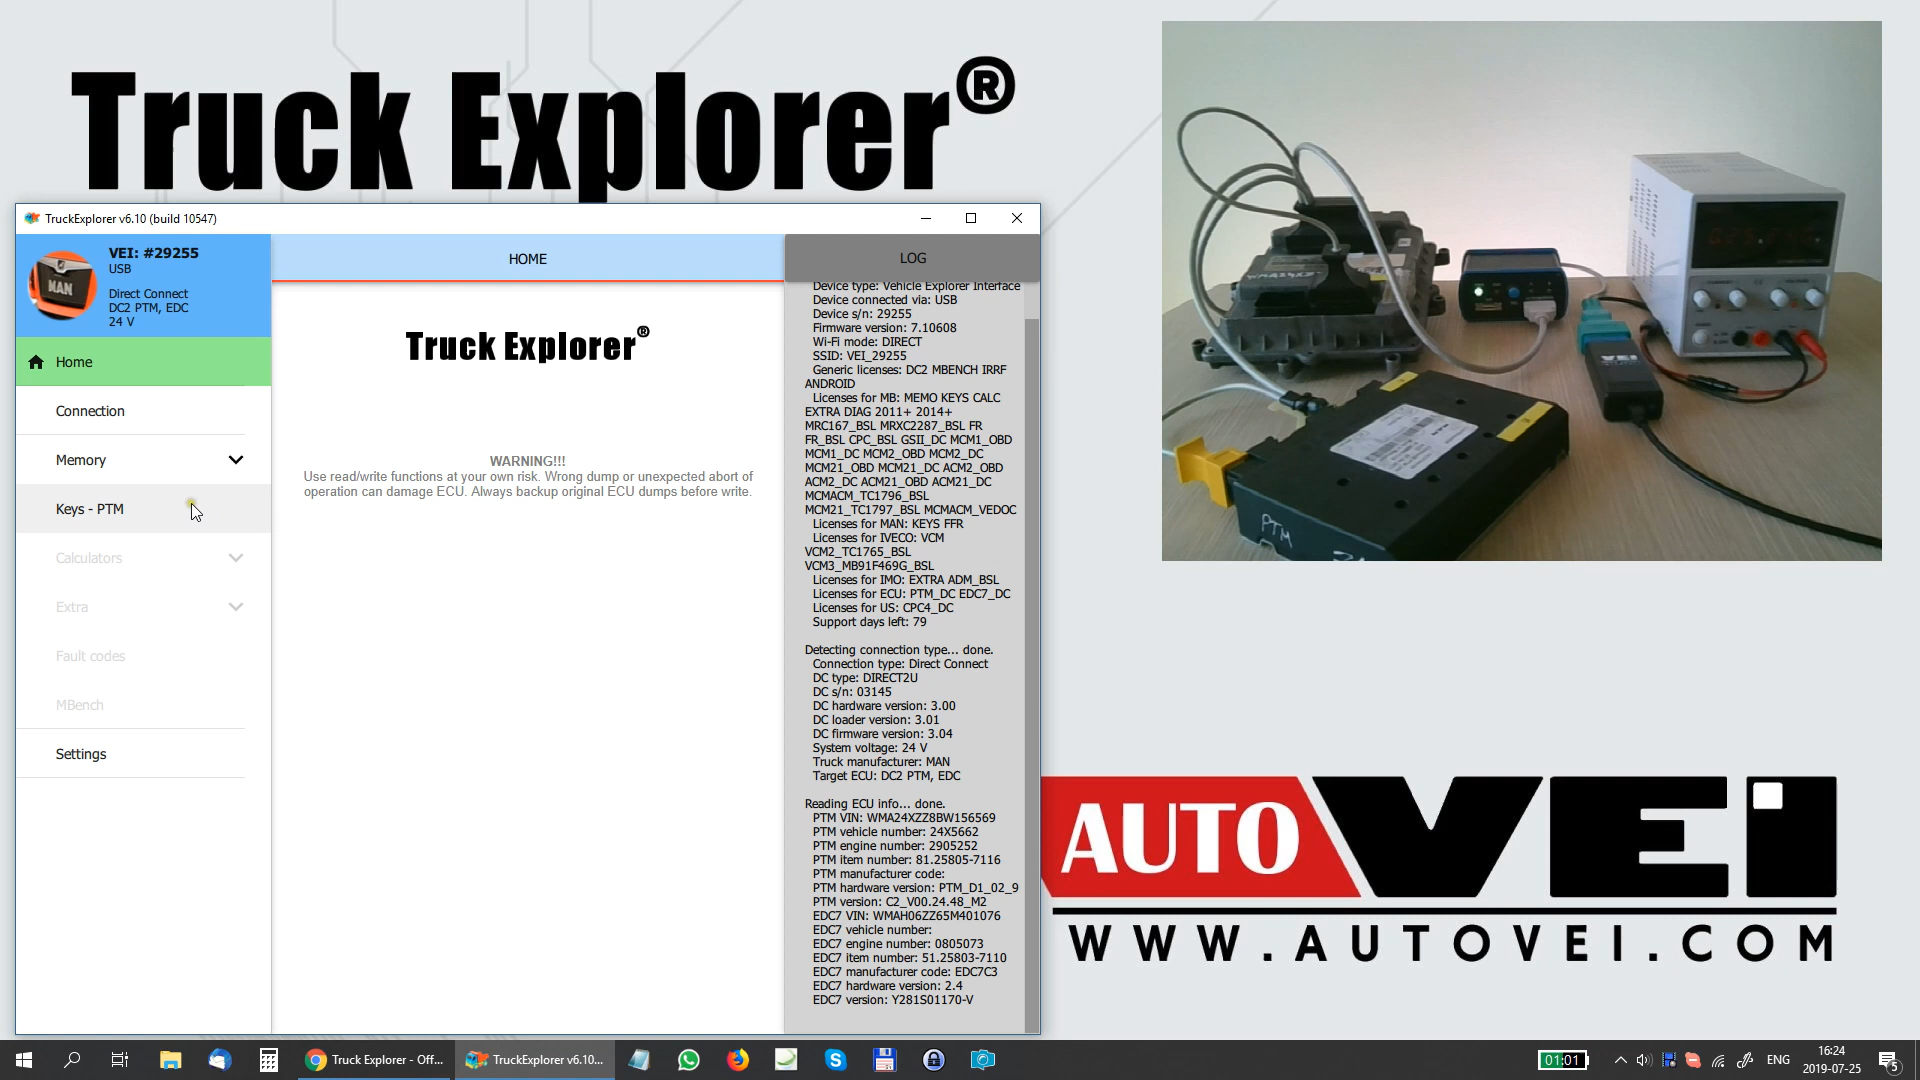 Truck Explorer®
TruckExplorer v6.10 (build 10547)
VEI: #29255
USB
Direct Connect
DC2 PTM, EDC
24 V
MAN
Home
Connection
Memory
Keys - PTM
Calculators
Extra
Fault codes
MBench
Settings
HOME
Truck Explorer®
WARNING!!!
Use read/write functions at your own risk. Wrong dump or unexpected abort of
operation can damage ECU. Always backup original ECU dumps before write.
LOG
Device type: Vehicle Explorer Interface
Device connected via: USB
Device s/n: 29255
Firmware version: 7.10608
Wi-Fi mode: DIRECT
SSID: VEI_29255
Generic licenses: DC2 MBENCH IRRF
ANDROID
Licenses for MB: MEMO KEYS CALC
EXTRA DIAG 2011+ 2014+
MRC167_BSL MRXC2287_BSL FR
FR_BSL CPC_BSL GSII_DC MCM1_OBD
MCM1_DC MCM2_OBD MCM2_DC
MCM21_OBD MCM21_DC ACM2_OBD
ACM2_DC ACM21_OBD ACM21_DC
MCMACM_TC1796_BSL
MCM21_TC1797_BSL MCMACM_VEDOC
Licenses for MAN: KEYS FFR
Licenses for IVECO: VCM
VCM2_TC1765_BSL
VCM3_MB91F469G_BSL
Licenses for IMO: EXTRA ADM_BSL
Licenses for ECU: PTM_DC EDC7_DC
Licenses for US: CPC4_DC
Support days left: 79
Detecting connection type... done.
Connection type: Direct Connect
DC type: DIRECT2U
DC s/n: 03145
DC hardware version: 3.00
DC loader version: 3.01
DC firmware version: 3.04
System voltage: 24 V
Truck manufacturer: MAN
Target ECU: DC2 PTM, EDC
Reading ECU info... done.
PTM VIN: WMA24XZZ8BW156569
PTM vehicle number: 24X5662
PTM engine number: 2905252
PTM item number: 81.25805-7116
PTM manufacturer code:
PTM hardware version: PTM_D1_02_9
PTM version: C2_V00.24.48_M2
EDC7 VIN: WMAH06ZZ65M401076
EDC7 vehicle number:
EDC7 engine number: 0805073
EDC7 item number: 51.25803-7110
EDC7 manufacturer code: EDC7C3
EDC7 hardware version: 2.4
EDC7 version: Y281S01170-V
VEI
PTM
AUTOVEI
WWW.AUTOVEI.COM
Truck Explorer - Off...
TruckExplorer v6.10...
01:01
ENG
16:24
2019-07-25
5